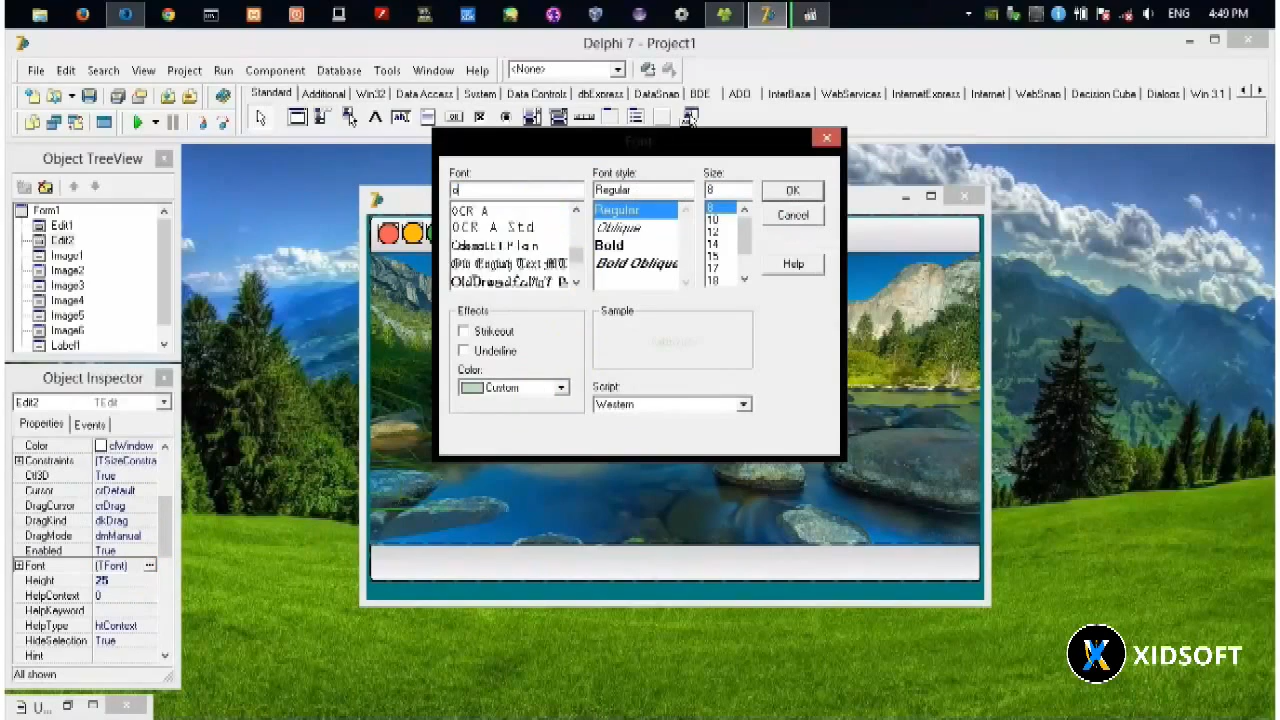 ENG 4:49 PM
Delphi 7 - Project1
File Edit Search View Project Run Component Database Tools Window Help <None>
Standard Additional Win32 Data Access Data Controls dbExpress DataSnap BDE ADO InterBase WebServices InternetExpress Internet WebSnap Decision Cube Dialogs Win 3.1
System
Object TreeView
Form1
Edit1
Edit2
Image1
Image2
Image3
Image4
Image5
Image6
Label1
Object Inspector
Edit2 TEdit
Properties Events
Color clWindow
Constraints (TSizeConstra
Ctl3D True
Cursor crDefault
DragCursor crDrag
DragKind dkDrag
DragMode dmManual
Enabled True
Font (TFont) ...
Height 25
HelpContext 0
HelpKeyword
HelpType htContext
HideSelection True
Hint
All shown
U...
Font
Font: Font style: Size:
o Regular 8 OK
OCR A Regular 8
OCR A Std Oblique 10 Cancel
Bold 12
Old English Text MT Bold Oblique 14 Help
15
17
18
Effects Sample
Strikeout
Underline
Color:
Custom
Script:
Western
XIDSOFT